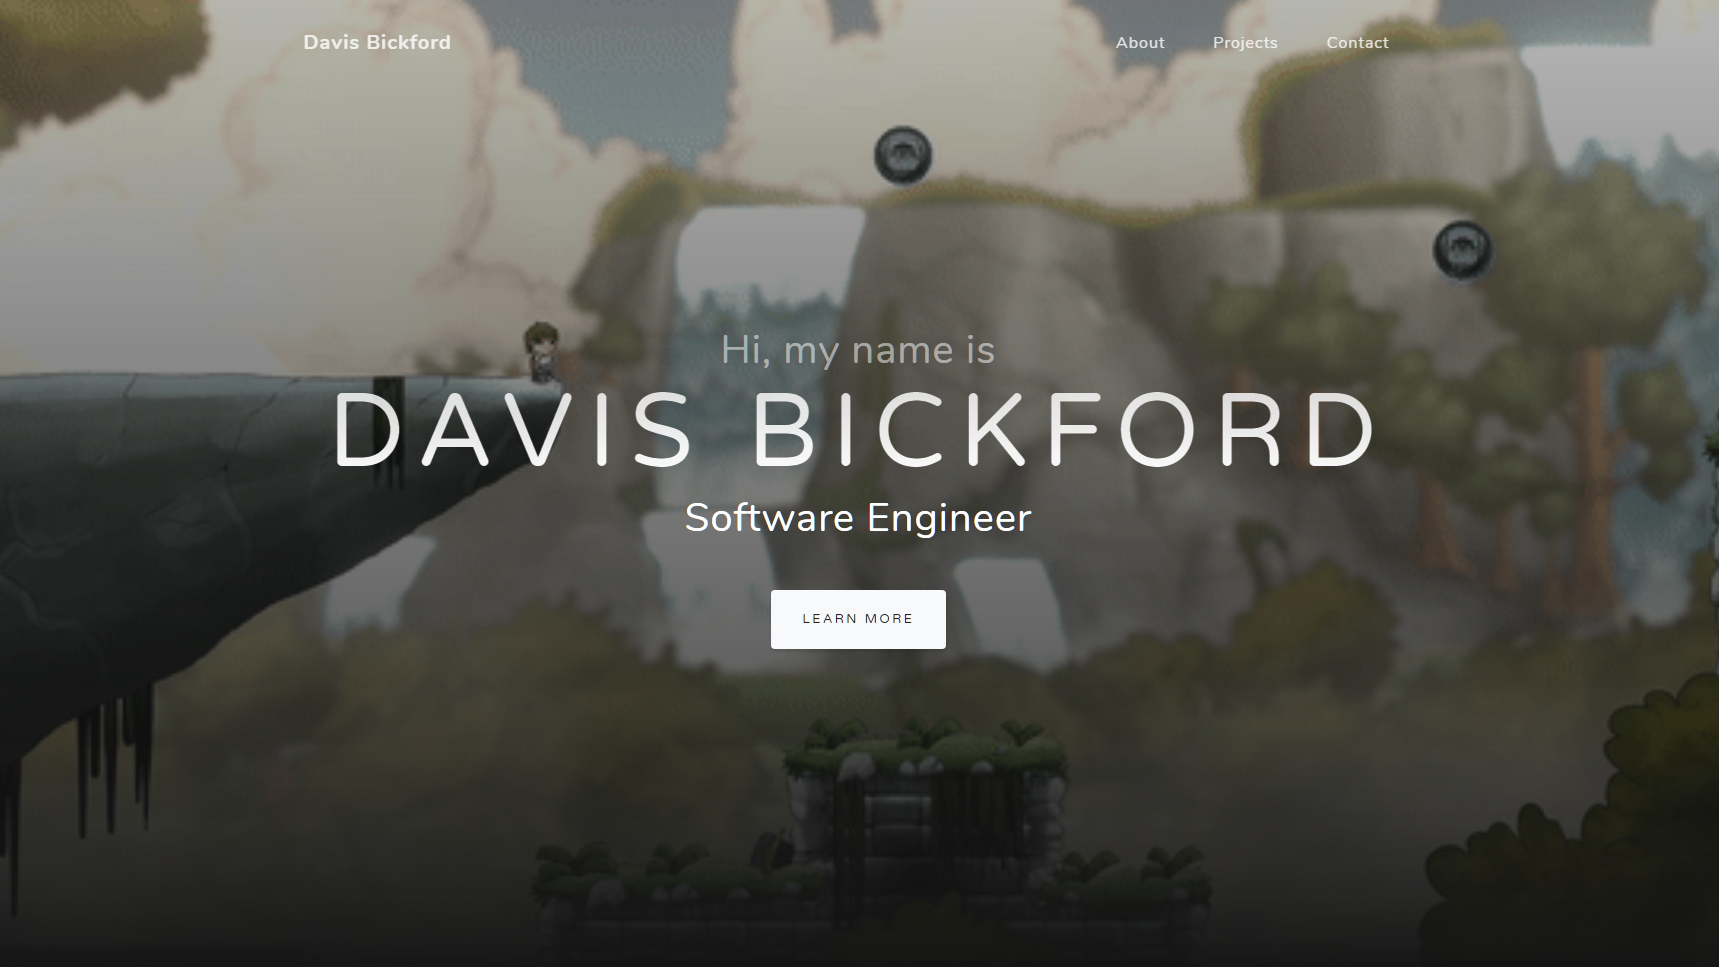 Davis Bickford
About
Projects
Contact
Hi, my name is
DAVIS BICKFORD
Software Engineer
LEARN MORE